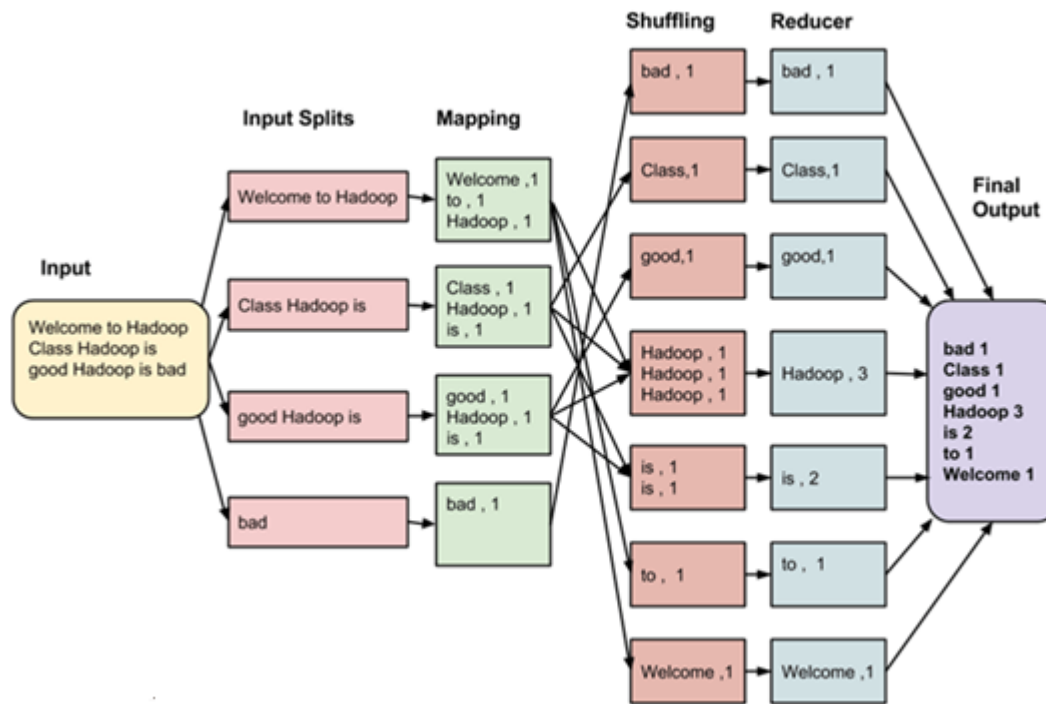 Shuffling
Reducer
Input Splits
Mapping
Input
Final
Output
Welcome to Hadoop
Class Hadoop is
good Hadoop is bad
Welcome to Hadoop
Class Hadoop is
good Hadoop is
bad
Welcome ,1
to , 1
Hadoop , 1
Class , 1
Hadoop , 1
is , 1
good , 1
Hadoop , 1
is , 1
bad , 1
bad , 1
Class,1
good,1
Hadoop , 1
Hadoop , 1
Hadoop , 1
is , 1
is , 1
to , 1
Welcome ,1
bad , 1
Class,1
good,1
Hadoop , 3
is , 2
to , 1
Welcome ,1
bad 1
Class 1
good 1
Hadoop 3
is 2
to 1
Welcome 1